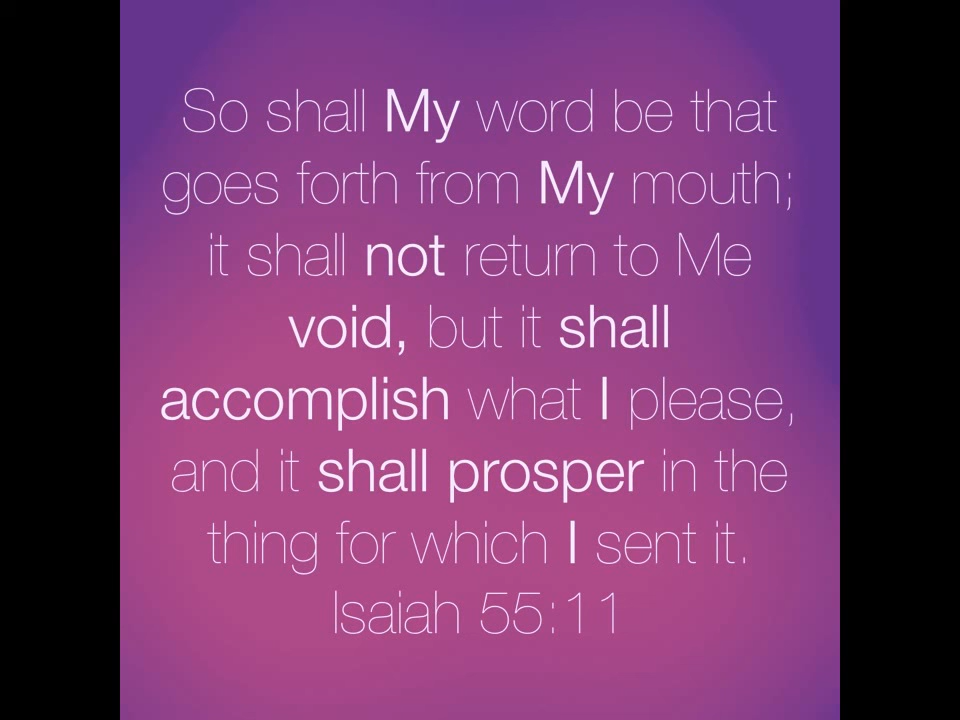 So shall My word be that
goes forth from My mouth;
it shall not return to Me
void, but it shall
accomplish what I please,
and it shall prosper in the
thing for which I sent it.
Isaiah 55:11